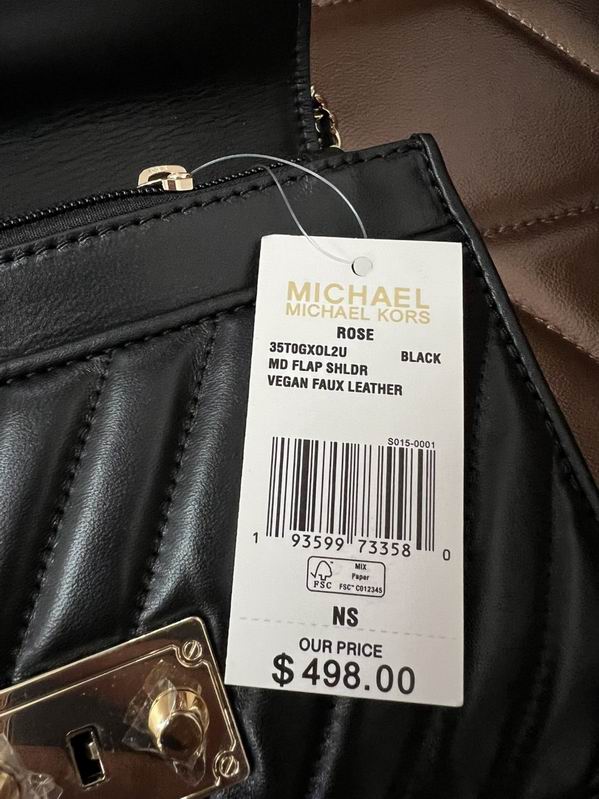 MICHAEL
MICHAEL KORS
ROSE
35T0GXOL2U BLACK
MD FLAP SHLDR
VEGAN FAUX LEATHER
S015-0001
1 93599 73358 0
FSC
MIX
Paper
FSC™ C012345
NS
OUR PRICE
$498.00